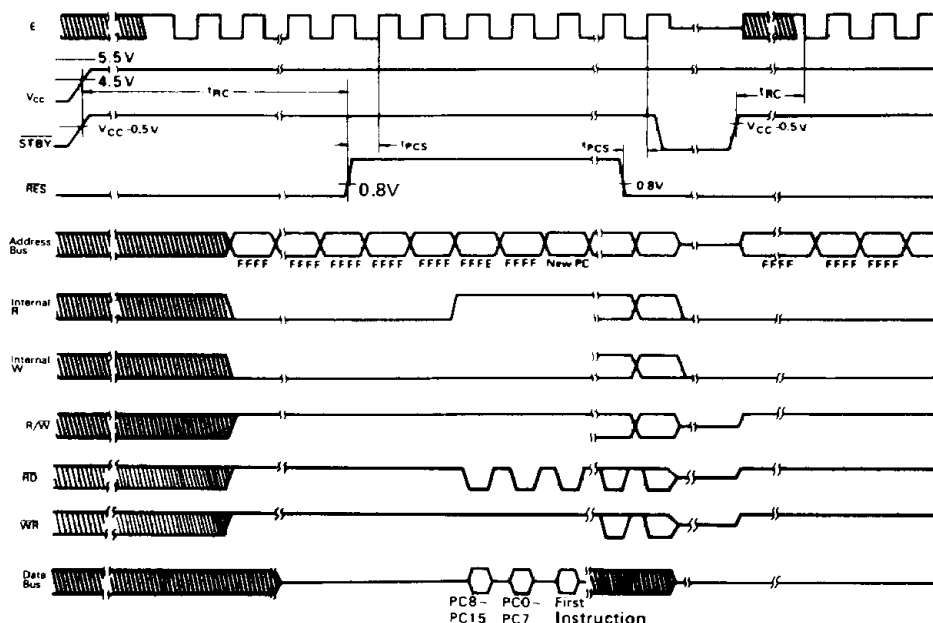 E
5.5V
4.5V
VCC
tRC
tRC
STBY
VCC -0.5V
VCC -0.5V
tPCS
tPCS
RES
0.8V
0.8V
Address
Bus
FFFF FFFF FFFF FFFF FFFF FFFE FFFF New PC FFFF FFFF FFFF
Internal
R
Internal
W
R/W
RD
WR
Data
Bus
PC8– PC0– First
PC15 PC7 Instruction